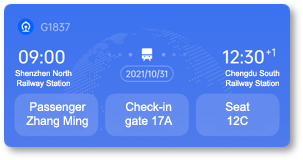 G1837
09:00
12:30+1
Shenzhen North
Railway Station
2021/10/31
Chengdu South
Railway Station
Passenger
Zhang Ming
Check-in
gate 17A
Seat
12C